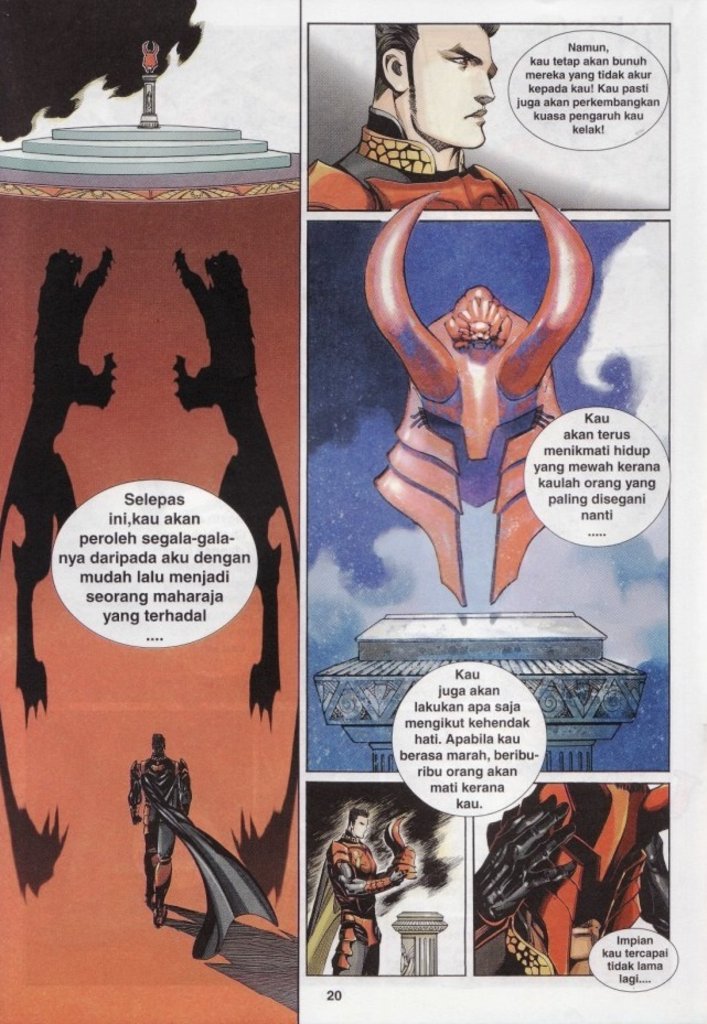 Selepas
ini,kau akan
peroleh segala-gala-
nya daripada aku dengan
mudah lalu menjadi
seorang maharaja
yang terhadal
....
Namun,
kau tetap akan bunuh
mereka yang tidak akur
kepada kau! Kau pasti
juga akan perkembangkan
kuasa pengaruh kau
kelak!
Kau
akan terus
menikmati hidup
yang mewah kerana
kaulah orang yang
paling disegani
nanti
.....
Kau
juga akan
lakukan apa saja
mengikut kehendak
hati. Apabila kau
berasa marah, beribu-
ribu orang akan
mati kerana
kau.
Impian
kau tercapai
tidak lama
lagi....
20